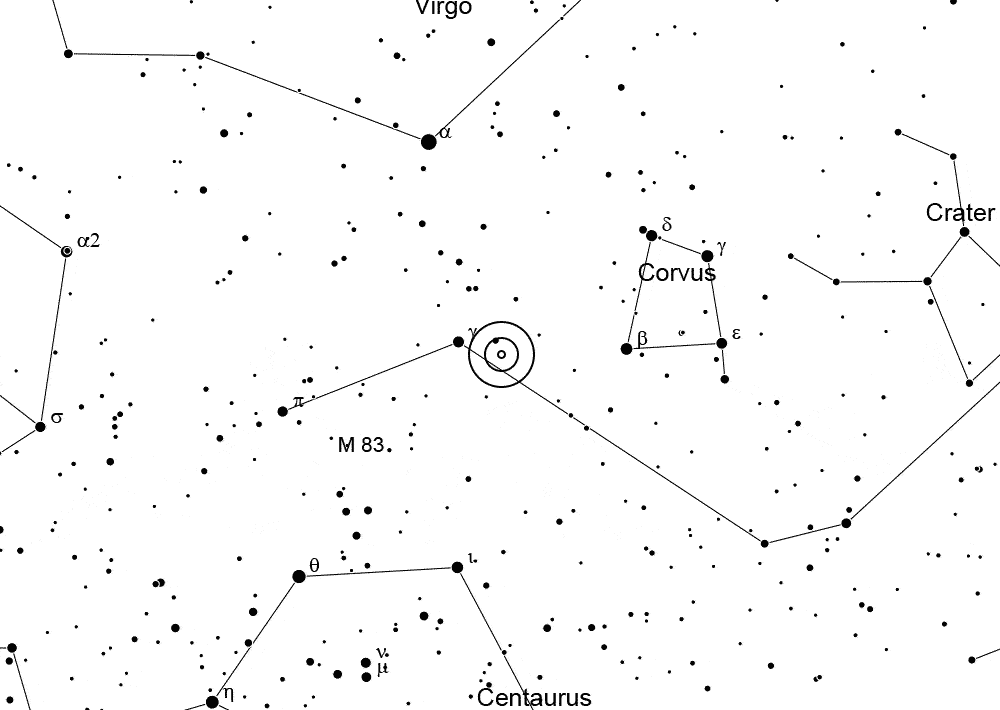 Virgo
α
Crater
α2
δ
γ
Corvus
γ
β
ε
π
σ
M 83
θ
ι
ν
μ
η
Centaurus